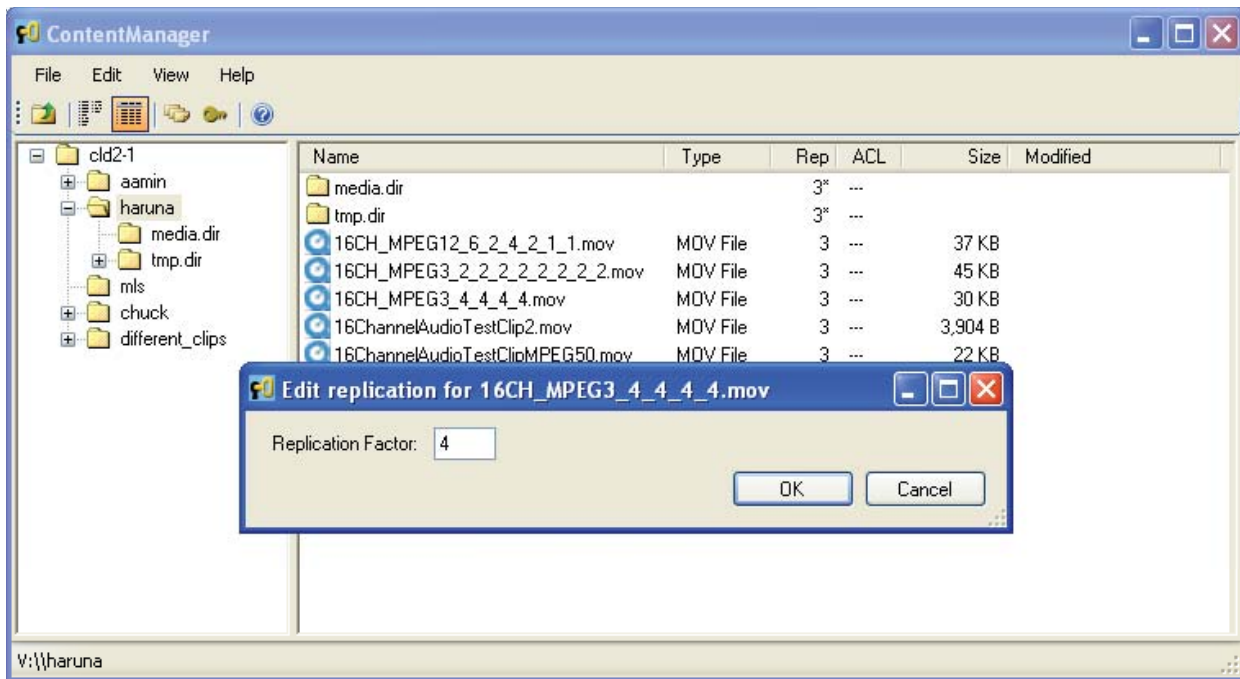 ContentManager
File Edit View Help
cld2-1
aamin
haruna
media.dir
tmp.dir
mls
chuck
different_clips
Name Type Rep ACL Size Modified
media.dir 3* ---
tmp.dir 3* ---
16CH_MPEG12_6_2_4_2_1_1.mov MOV File 3 --- 37 KB
16CH_MPEG3_2_2_2_2_2_2_2_2.mov MOV File 3 --- 45 KB
16CH_MPEG3_4_4_4_4.mov MOV File 3 --- 30 KB
16ChannelAudioTestClip2.mov MOV File 3 --- 3,904 B
16ChannelAudioTestClipMPEG50.mov MOV File 3 --- 22 KB
Edit replication for 16CH_MPEG3_4_4_4_4.mov
Replication Factor: 4
OK Cancel
V:\\haruna